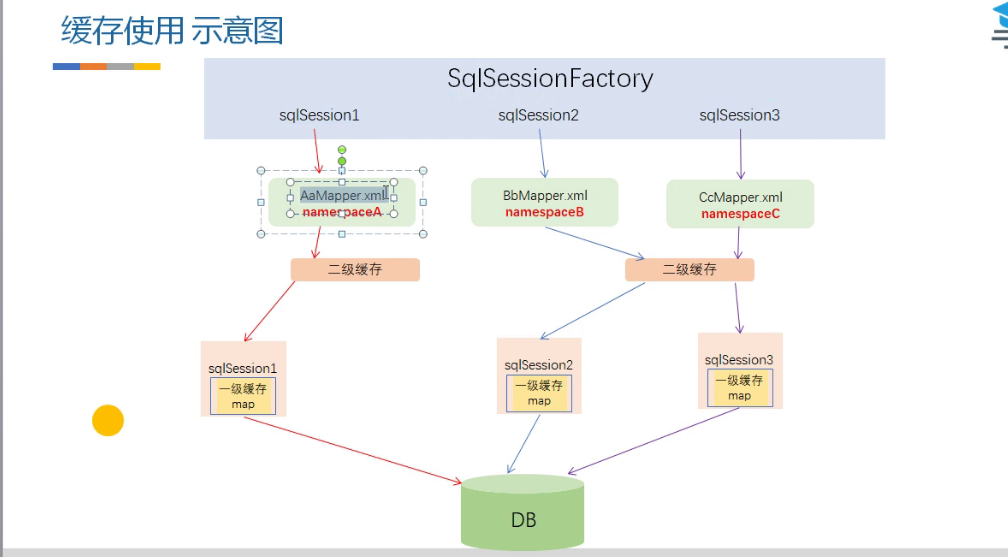 缓存使用 示意图
SqlSessionFactory
sqlSession1
sqlSession2
sqlSession3
AaMapper.xml
namespaceA
BbMapper.xml
namespaceB
CcMapper.xml
namespaceC
二级缓存
二级缓存
sqlSession1
一级缓存
map
sqlSession2
一级缓存
map
sqlSession3
一级缓存
map
DB